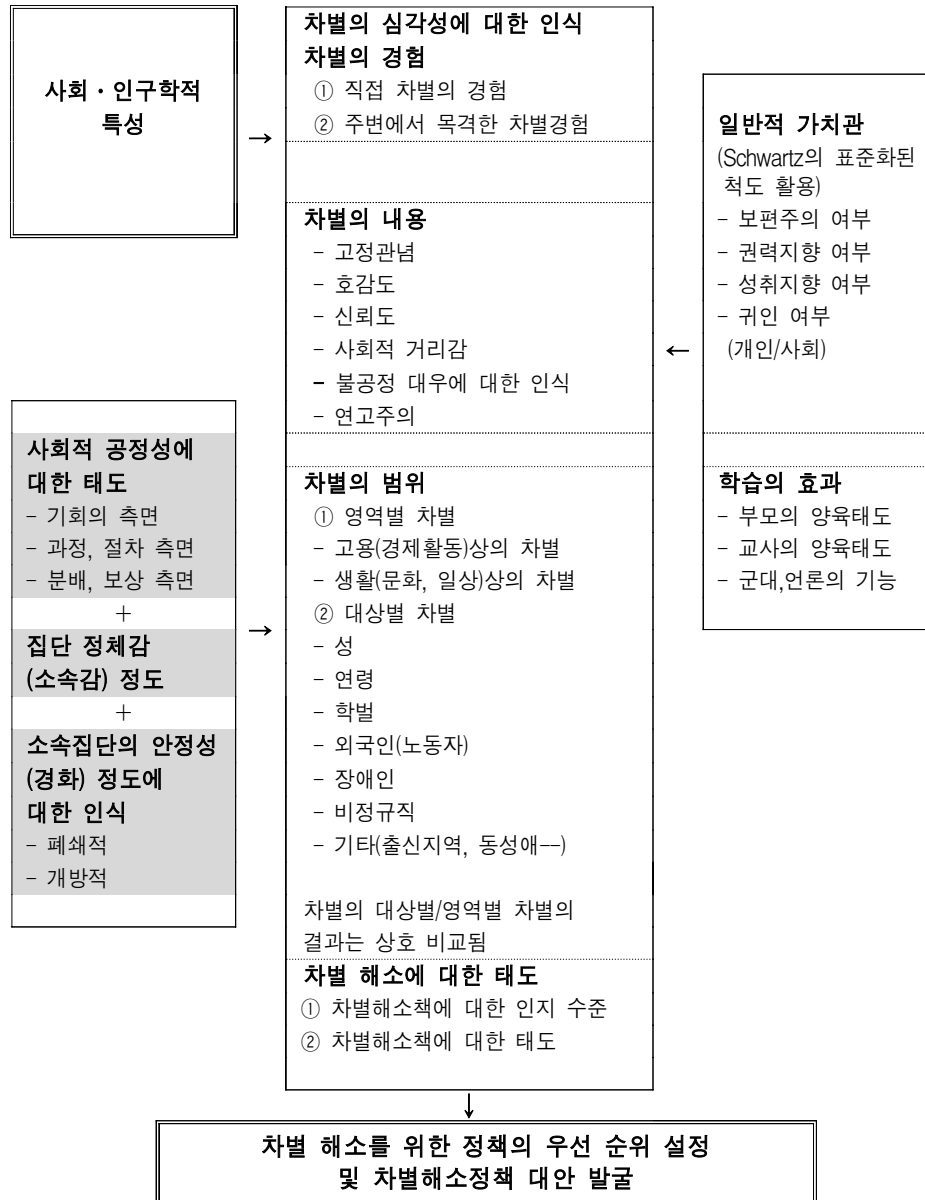 사회・인구학적
특성
→
차별의 심각성에 대한 인식
차별의 경험
① 직접 차별의 경험
② 주변에서 목격한 차별경험
차별의 내용
- 고정관념
- 호감도
- 신뢰도
- 사회적 거리감
- 불공정 대우에 대한 인식
- 연고주의
←
일반적 가치관
(Schwartz의 표준화된
척도 활용)
- 보편주의 여부
- 권력지향 여부
- 성취지향 여부
- 귀인 여부
(개인/사회)
학습의 효과
- 부모의 양육태도
- 교사의 양육태도
- 군대,언론의 기능
사회적 공정성에
대한 태도
- 기회의 측면
- 과정, 절차 측면
- 분배, 보상 측면
+
집단 정체감
(소속감) 정도
+
소속집단의 안정성
(경화) 정도에
대한 인식
- 폐쇄적
- 개방적
→
차별의 범위
① 영역별 차별
- 고용(경제활동)상의 차별
- 생활(문화, 일상)상의 차별
② 대상별 차별
- 성
- 연령
- 학벌
- 외국인(노동자)
- 장애인
- 비정규직
- 기타(출신지역, 동성애--)
차별의 대상별/영역별 차별의
결과는 상호 비교됨
차별 해소에 대한 태도
① 차별해소책에 대한 인지 수준
② 차별해소책에 대한 태도
↓
차별 해소를 위한 정책의 우선 순위 설정
및 차별해소정책 대안 발굴